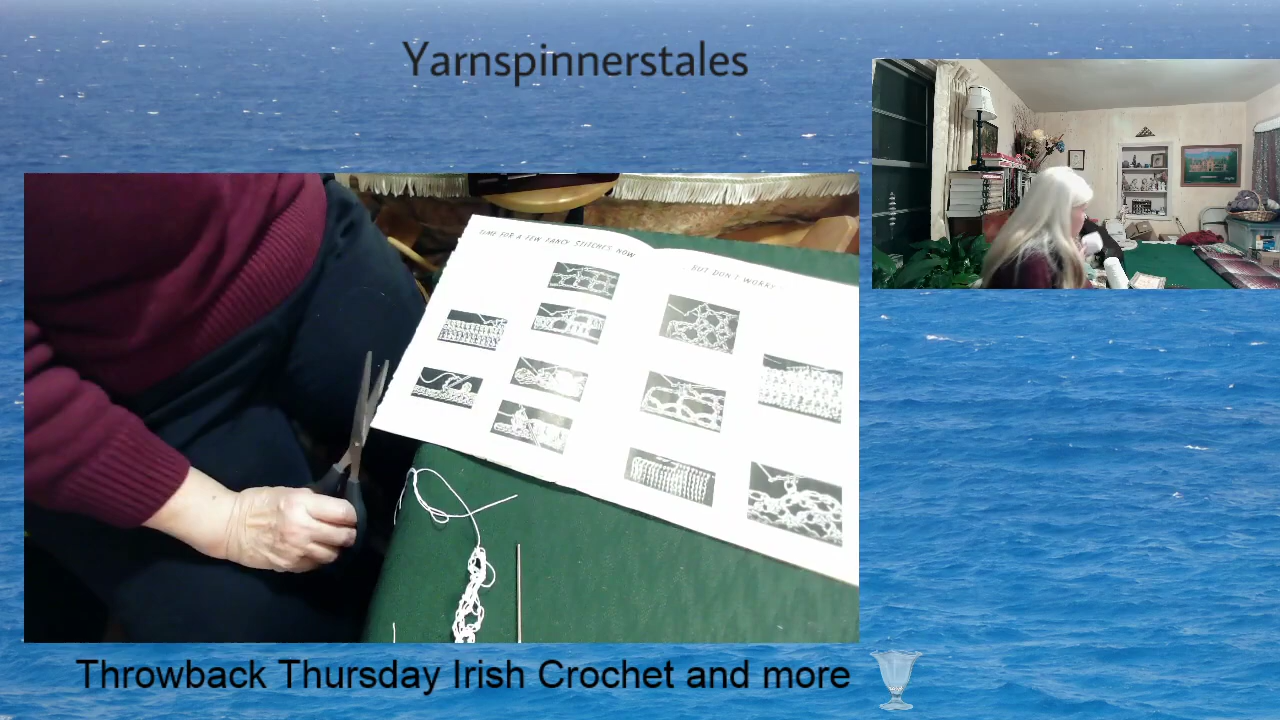 Yarnspinnerstales
TIME FOR A FEW FANCY STITCHES NOW
...BUT DON'T WORRY...
Throwback Thursday Irish Crochet and more